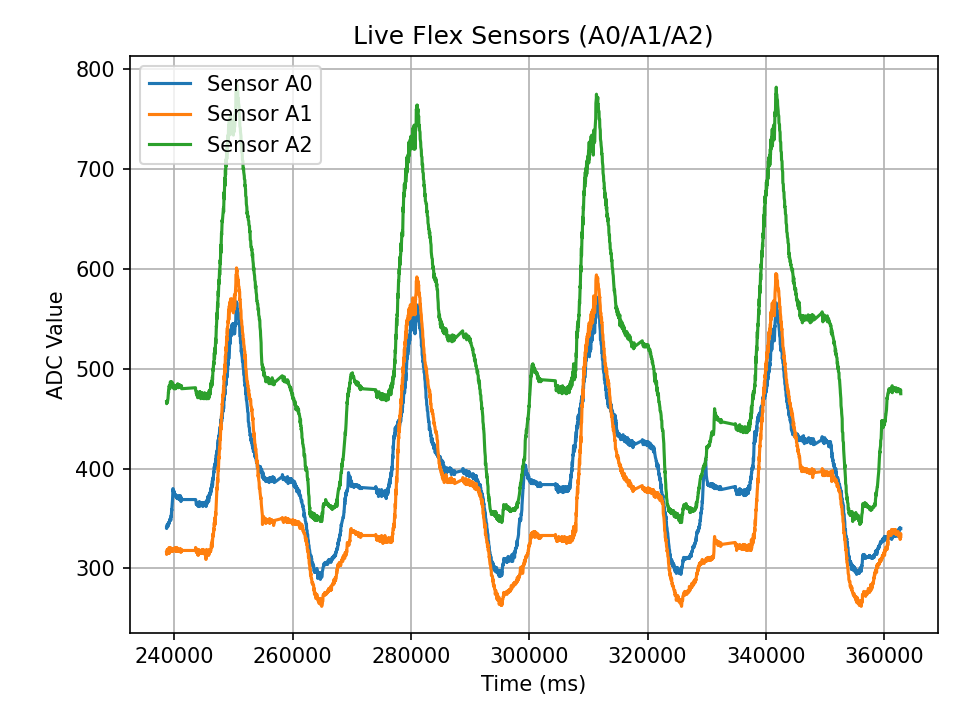 Live Flex Sensors (A0/A1/A2)
Sensor A0
Sensor A1
Sensor A2
ADC Value
800
700
600
500
400
300
240000 260000 280000 300000 320000 340000 360000
Time (ms)